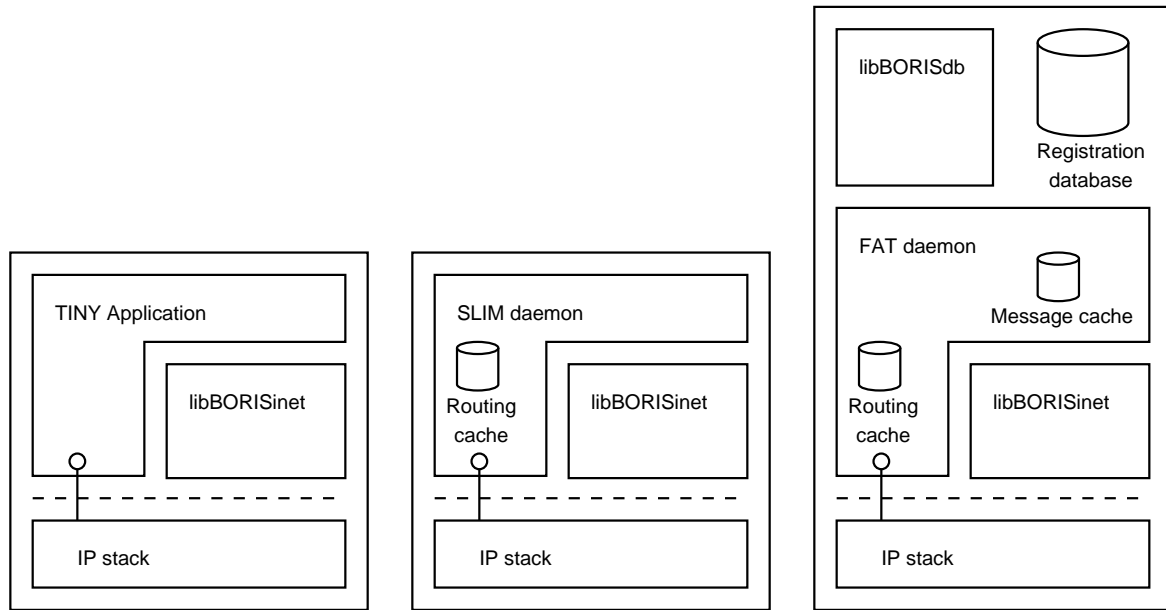 TINY Application
libBORISinet
IP stack
SLIM daemon
Routing
cache
libBORISinet
IP stack
libBORISdb
Registration
database
FAT daemon
Message cache
Routing
cache
libBORISinet
IP stack